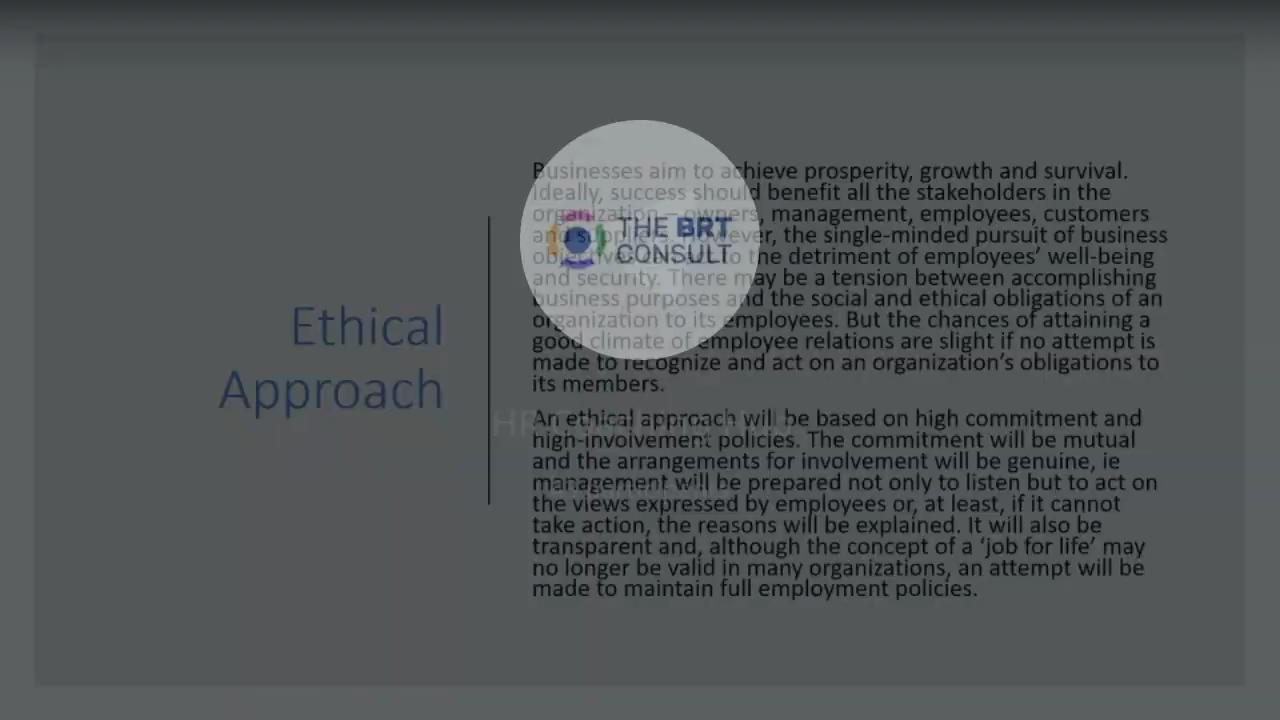 Ethical
Approach
Businesses aim to achieve prosperity, growth and survival.
Ideally, success should benefit all the stakeholders in the
organization – owners, management, employees, customers
and suppliers. However, the single-minded pursuit of business
objectives to the detriment of employees’ well-being
and security. There may be a tension between accomplishing
business purposes and the social and ethical obligations of an
organization to its employees. But the chances of attaining a
good climate of employee relations are slight if no attempt is
made to recognize and act on an organization’s obligations to
its members.
An ethical approach will be based on high commitment and
high-involvement policies. The commitment will be mutual
and the arrangements for involvement will be genuine, ie
management will be prepared not only to listen but to act on
the views expressed by employees or, at least, if it cannot
take action, the reasons will be explained. It will also be
transparent and, although the concept of a ‘job for life’ may
no longer be valid in many organizations, an attempt will be
made to maintain full employment policies.
THE BRT
CONSULT
HR